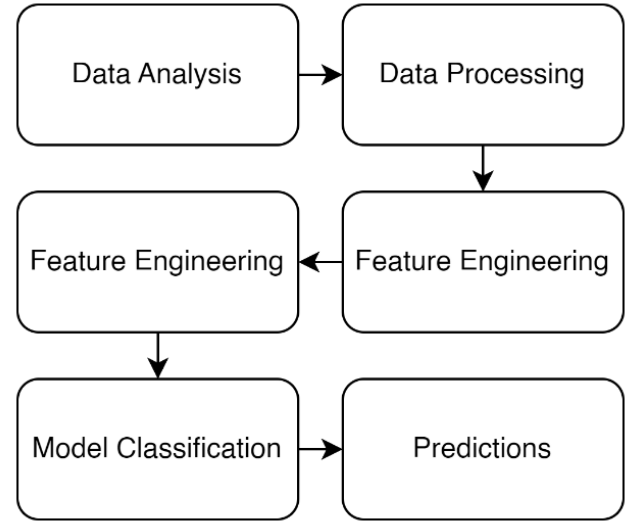 Data Analysis
Data Processing
Feature Engineering
Feature Engineering
Model Classification
Predictions